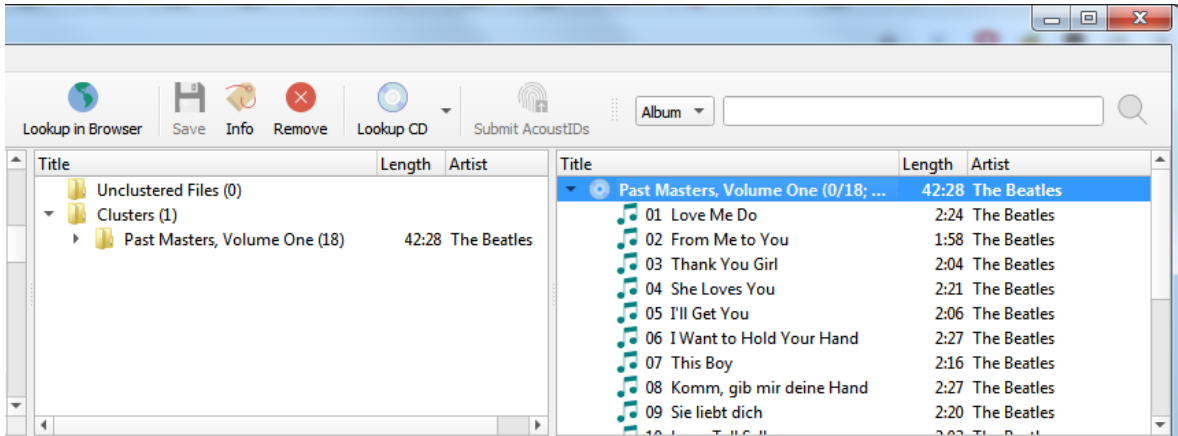 Lookup in Browser Save Info Remove Lookup CD Submit AcoustIDs Album
Title Length Artist
Unclustered Files (0)
Clusters (1)
Past Masters, Volume One (18) 42:28 The Beatles
Title Length Artist
Past Masters, Volume One (0/18; ... 42:28 The Beatles
01 Love Me Do 2:24 The Beatles
02 From Me to You 1:58 The Beatles
03 Thank You Girl 2:04 The Beatles
04 She Loves You 2:21 The Beatles
05 I'll Get You 2:06 The Beatles
06 I Want to Hold Your Hand 2:27 The Beatles
07 This Boy 2:16 The Beatles
08 Komm, gib mir deine Hand 2:27 The Beatles
09 Sie liebt dich 2:20 The Beatles